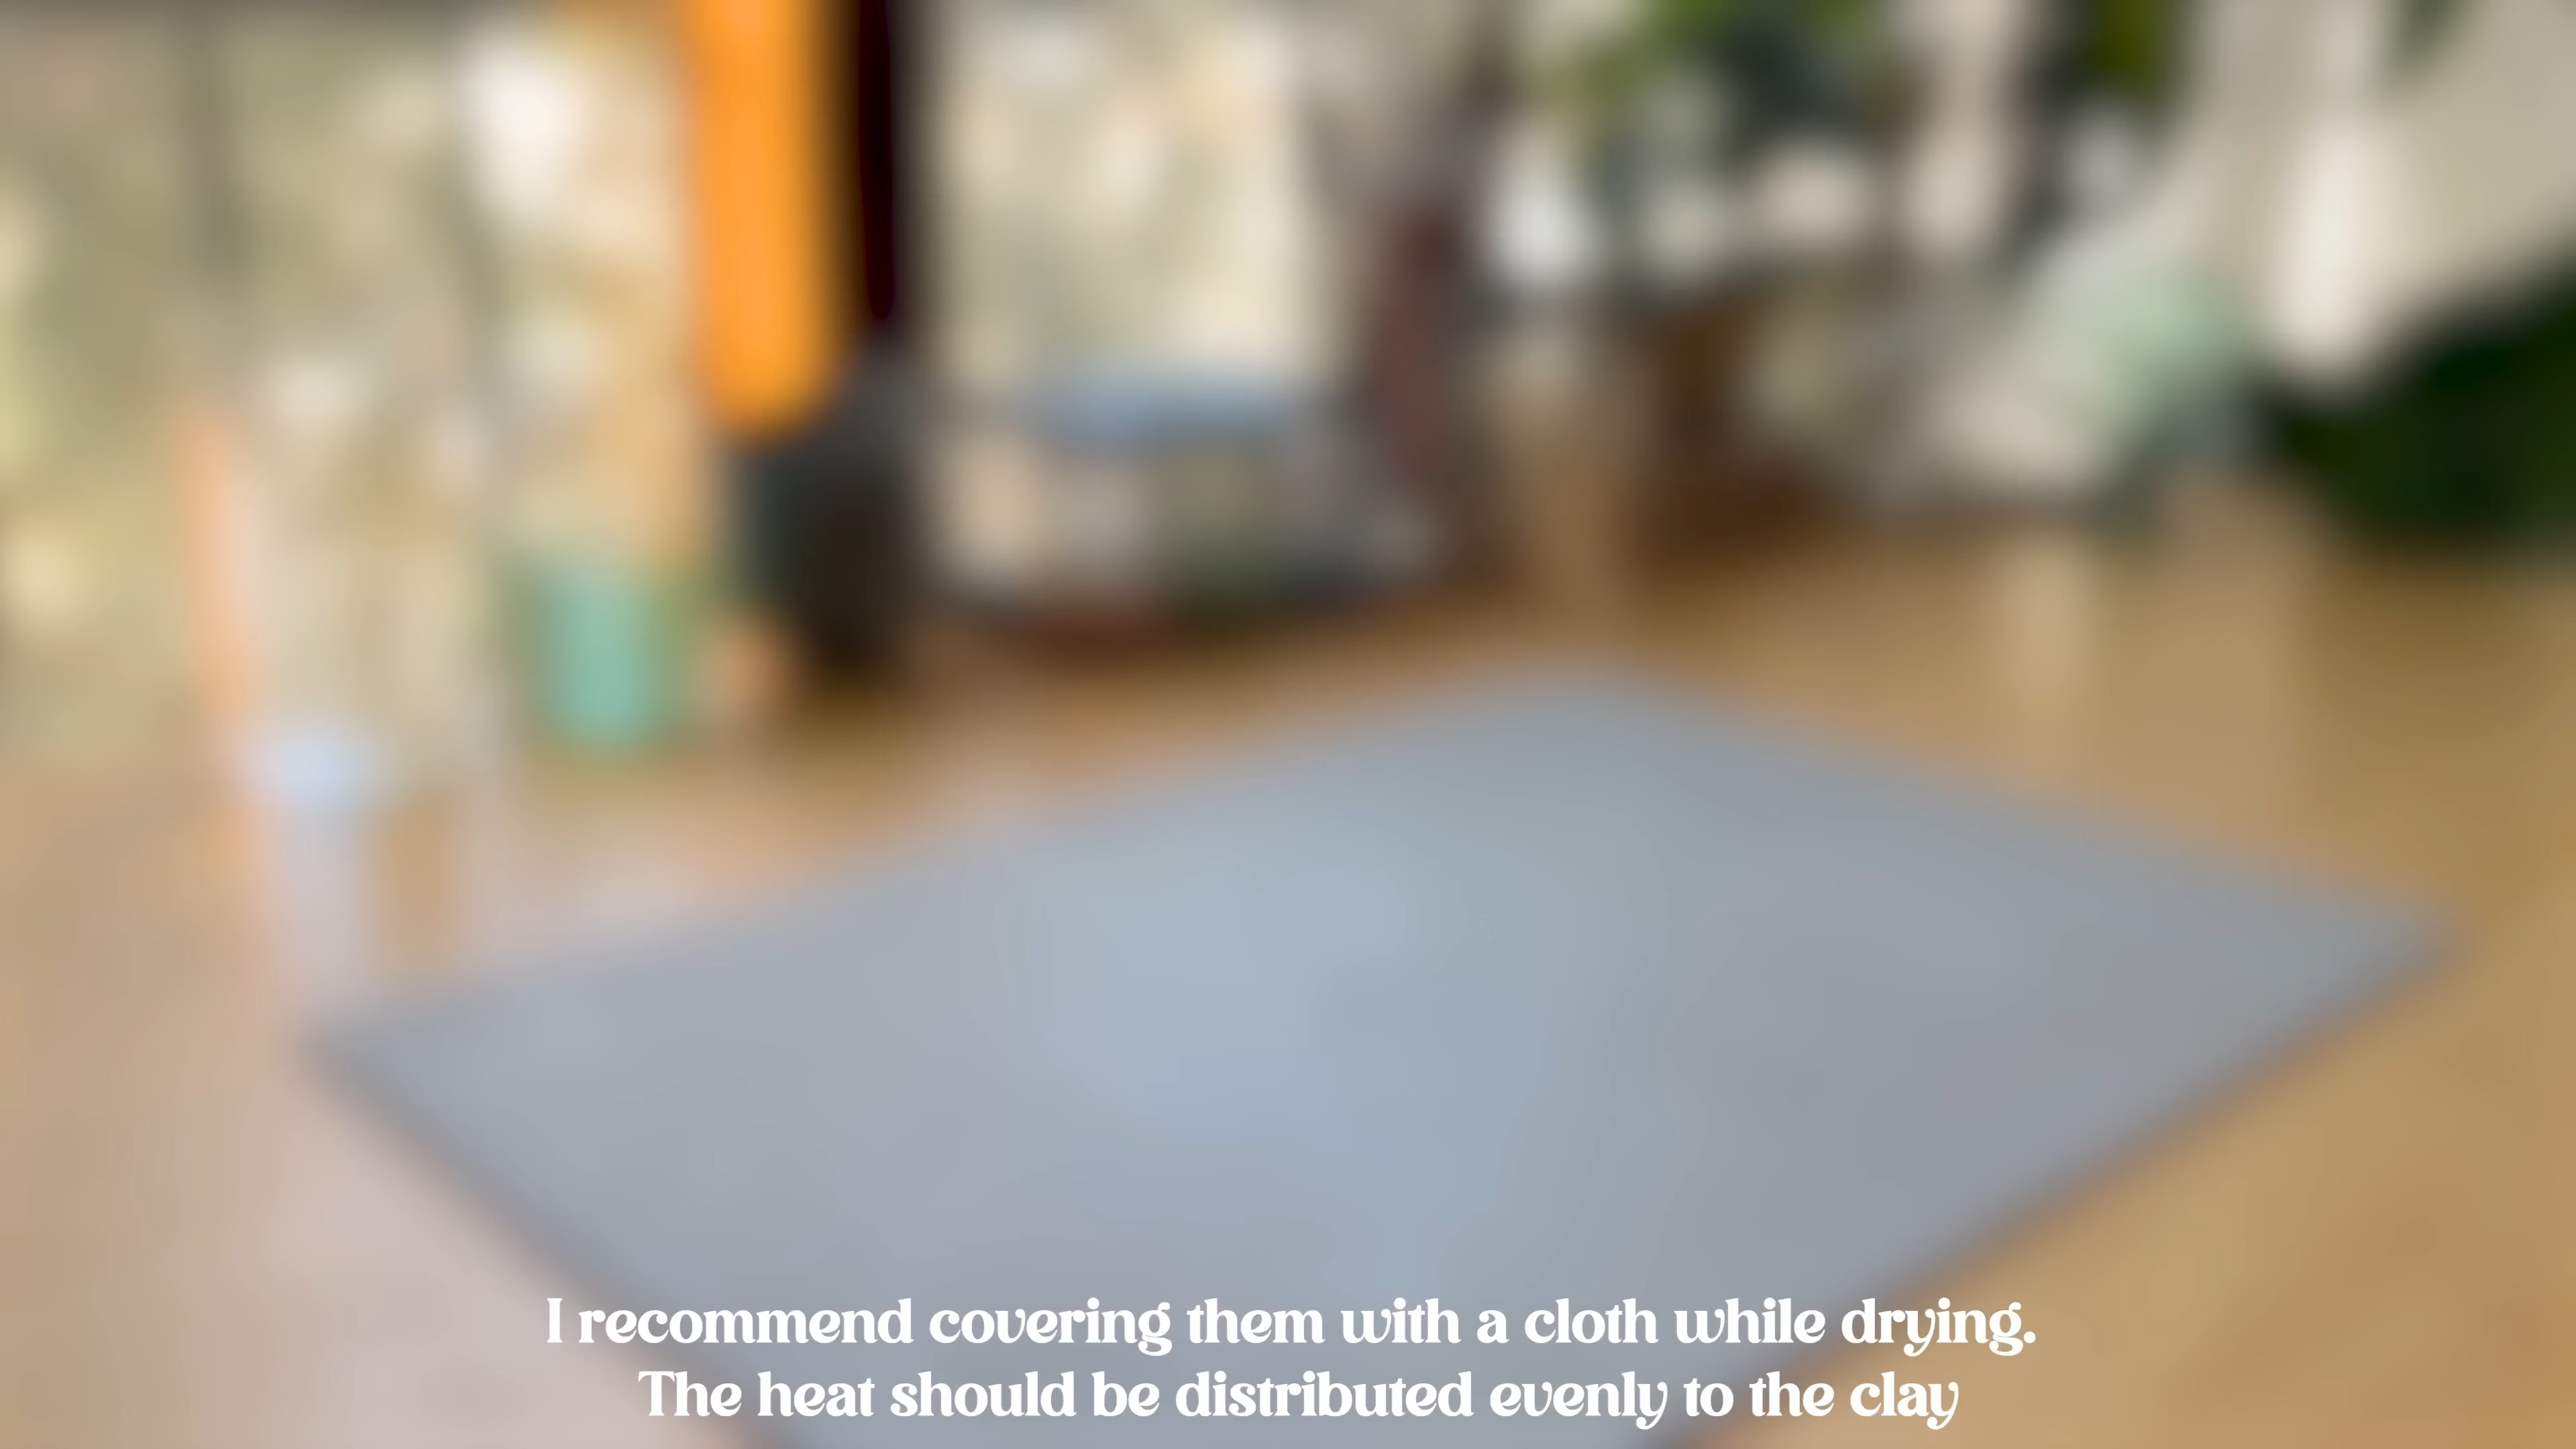 I recommend covering them with a cloth while drying.
The heat should be distributed evenly to the clay